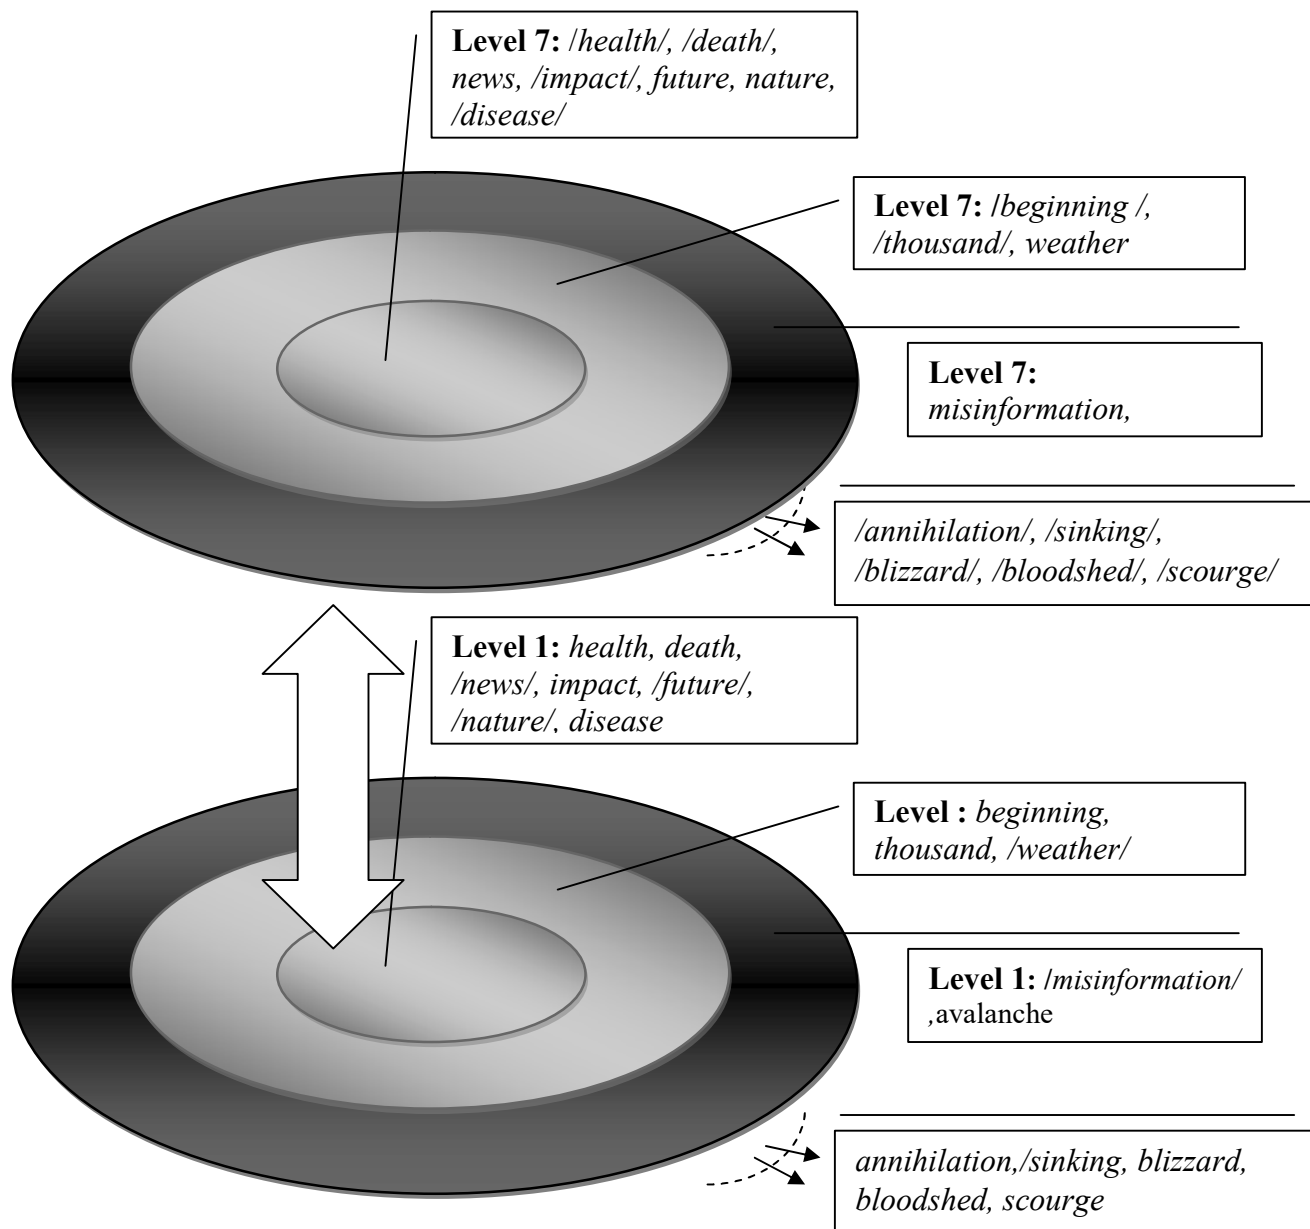 Level 7: /health/, /death/,
news, /impact/, future, nature,
/disease/
Level 7: /beginning /,
/thousand/, weather
Level 7:
misinformation,
/annihilation/, /sinking/,
/blizzard/, /bloodshed/, /scourge/
Level 1: health, death,
/news/, impact, /future/,
/nature/, disease
Level : beginning,
thousand, /weather/
Level 1: /misinformation/
,avalanche
annihilation,/sinking, blizzard,
bloodshed, scourge